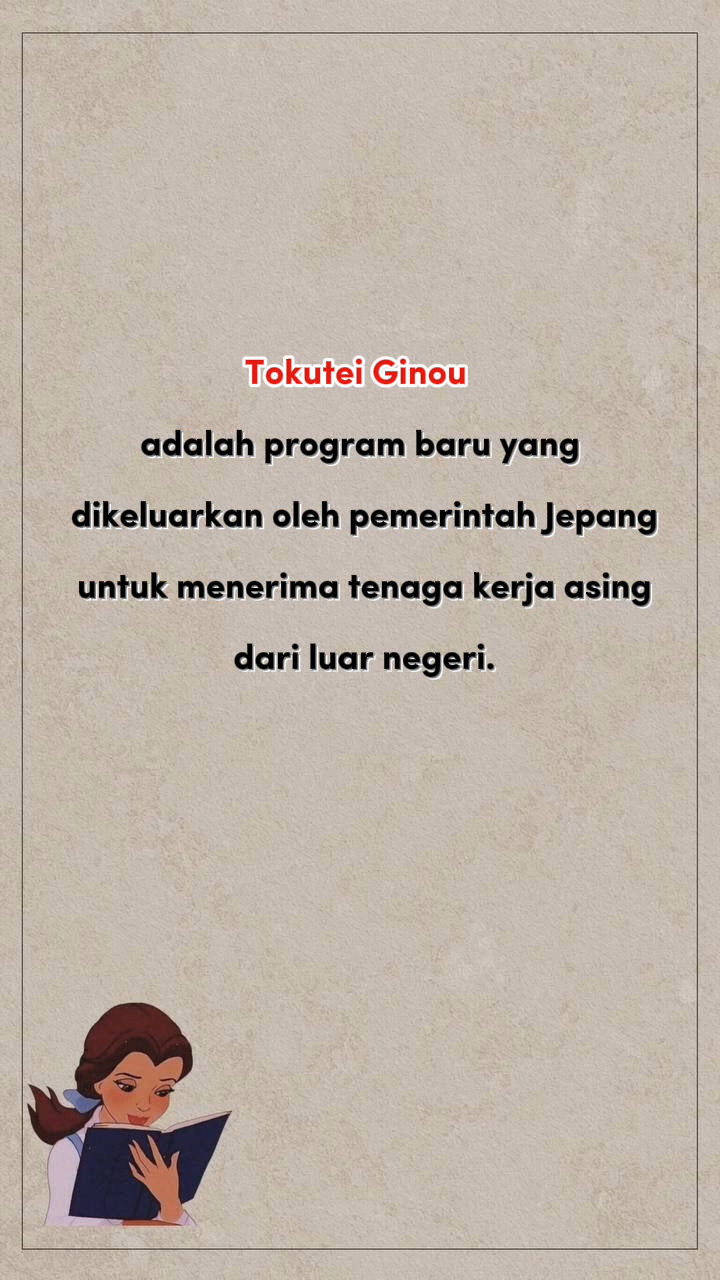 Tokutei Ginou
adalah program baru yang
dikeluarkan oleh pemerintah Jepang
untuk menerima tenaga kerja asing
dari luar negeri.